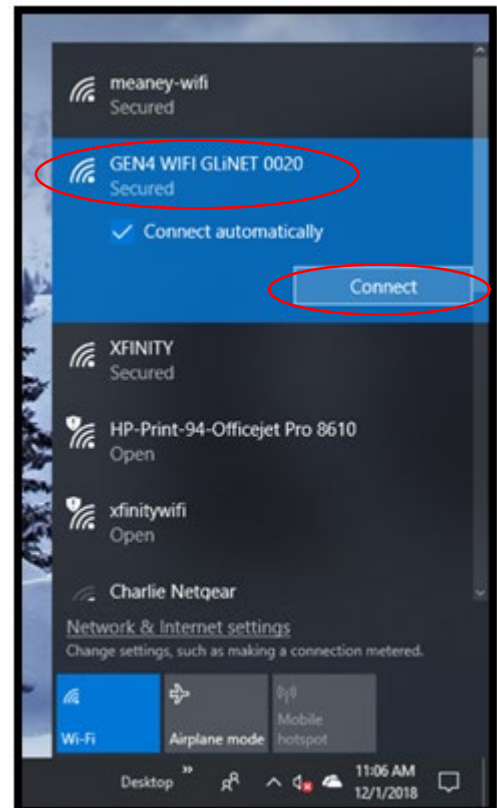 meaney-wifi
Secured
GEN4 WIFI GLiNET 0020
Secured
Connect automatically
Connect
XFINITY
Secured
HP-Print-94-Officejet Pro 8610
Open
xfinitywifi
Open
Charlie Netgear
Network & Internet settings
Change settings, such as making a connection metered.
Wi-Fi
Airplane mode
Mobile
hotspot
Desktop
11:06 AM
12/1/2018